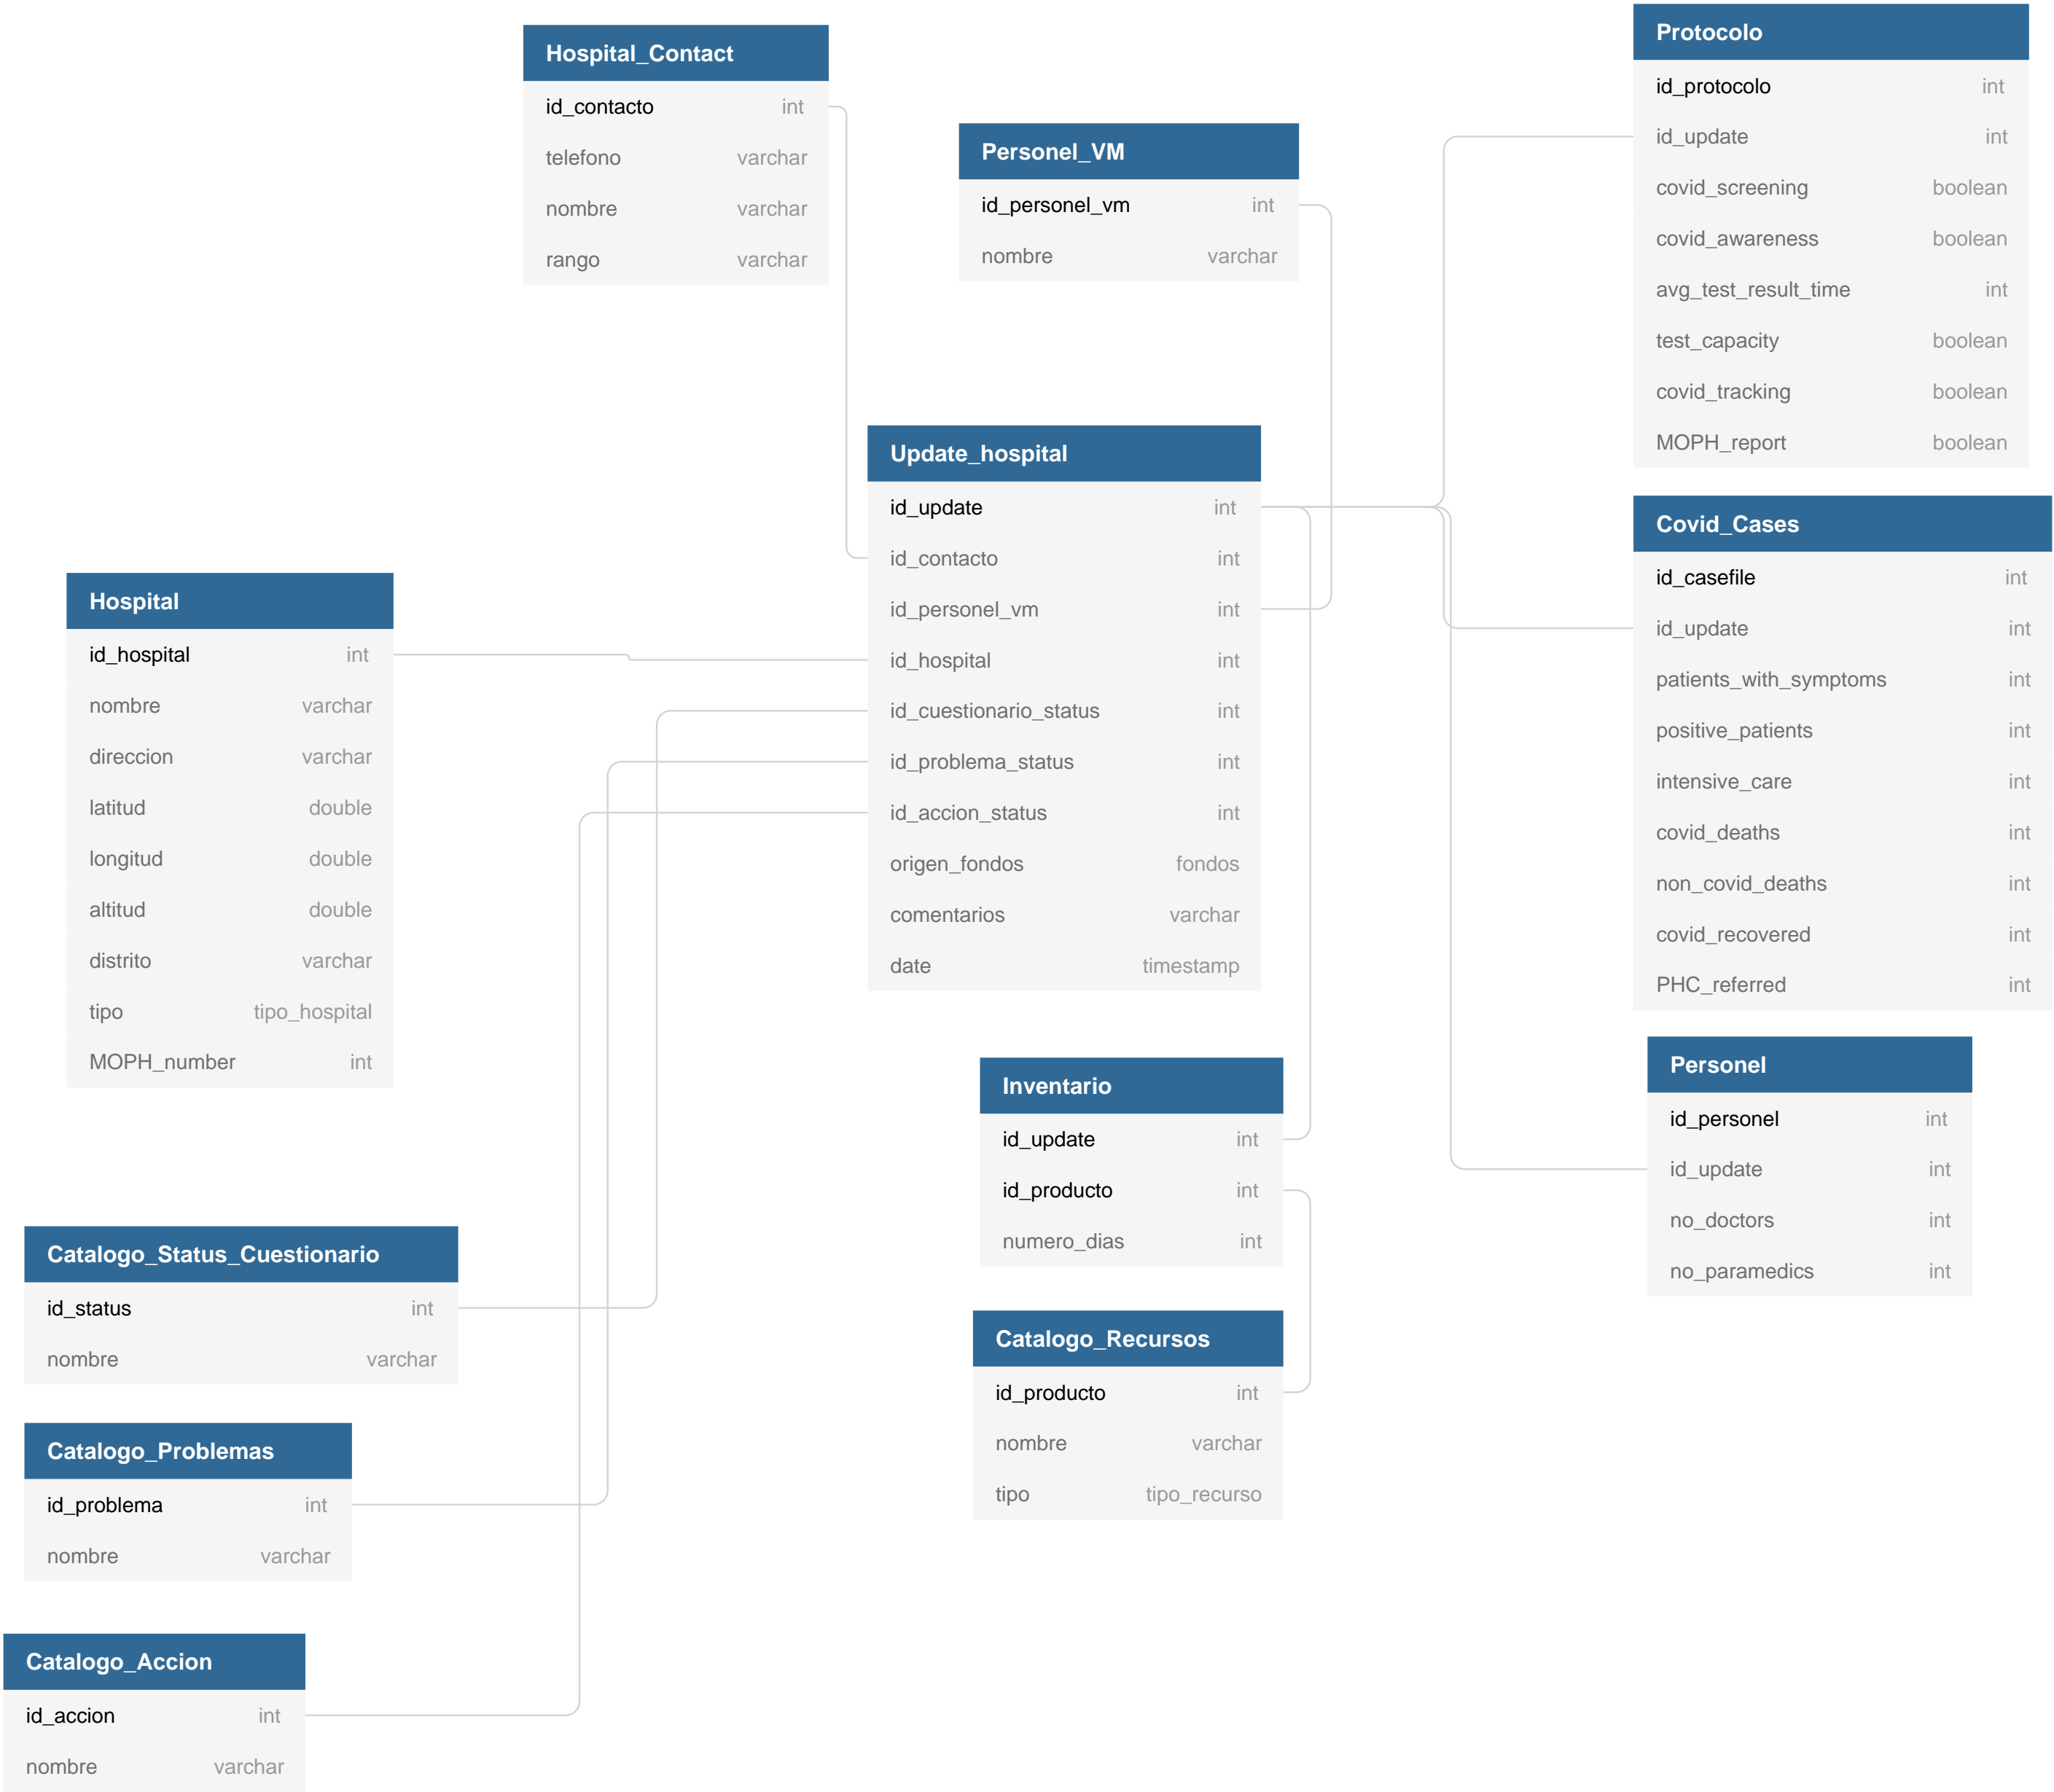 Hospital_Contact
id_contacto int
telefono varchar
nombre varchar
rango varchar
Personel_VM
id_personel_vm int
nombre varchar
Protocolo
id_protocolo int
id_update int
covid_screening boolean
covid_awareness boolean
avg_test_result_time int
test_capacity boolean
covid_tracking boolean
MOPH_report boolean
Update_hospital
id_update int
id_contacto int
id_personel_vm int
id_hospital int
id_cuestionario_status int
id_problema_status int
id_accion_status int
origen_fondos fondos
comentarios varchar
date timestamp
Covid_Cases
id_casefile int
id_update int
patients_with_symptoms int
positive_patients int
intensive_care int
covid_deaths int
non_covid_deaths int
covid_recovered int
PHC_referred int
Hospital
id_hospital int
nombre varchar
direccion varchar
latitud double
longitud double
altitud double
distrito varchar
tipo tipo_hospital
MOPH_number int
Inventario
id_update int
id_producto int
numero_dias int
Personel
id_personel int
id_update int
no_doctors int
no_paramedics int
Catalogo_Status_Cuestionario
id_status int
nombre varchar
Catalogo_Recursos
id_producto int
nombre varchar
tipo tipo_recurso
Catalogo_Problemas
id_problema int
nombre varchar
Catalogo_Accion
id_accion int
nombre varchar